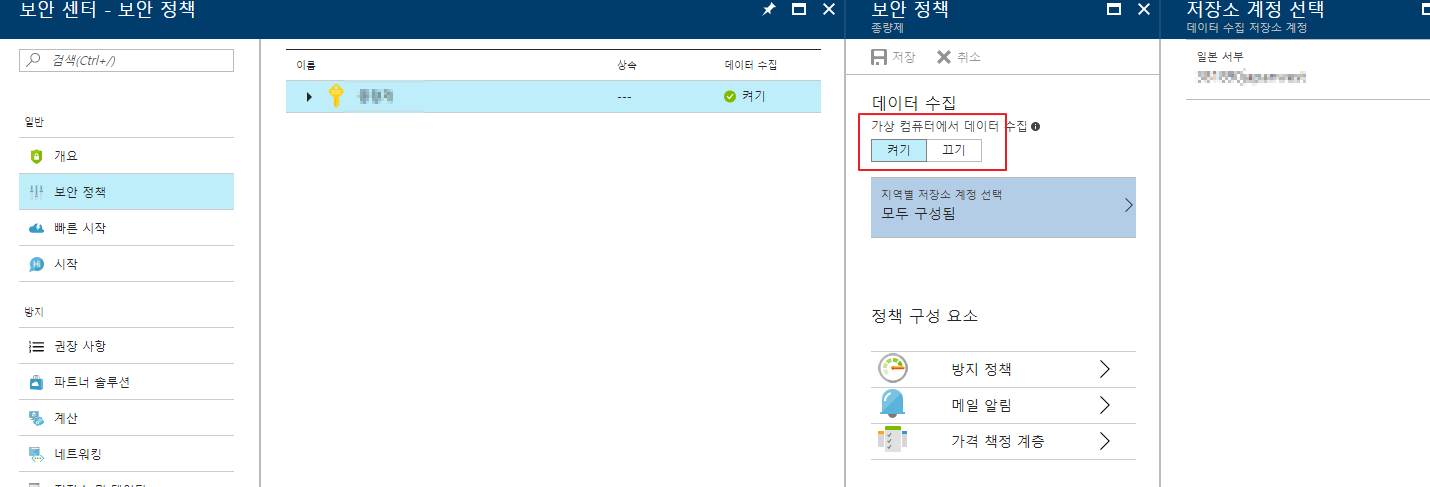 보안 센터 - 보안 정책
검색(Ctrl+/)
일반
개요
보안 정책
빠른 시작
Hi
시작
방지
권장 사항
파트너 솔루션
계산
네트워킹
이름
상속
데이터 수집
---
켜기
보안 정책
종량제
저장
취소
데이터 수집
가상 컴퓨터에서 데이터 수집
켜기
끄기
지역별 저장소 계정 선택
모두 구성됨
정책 구성 요소
방지 정책
메일 알림
가격 책정 계층
저장소 계정 선택
데이터 수집 저장소 계정
일본 서부